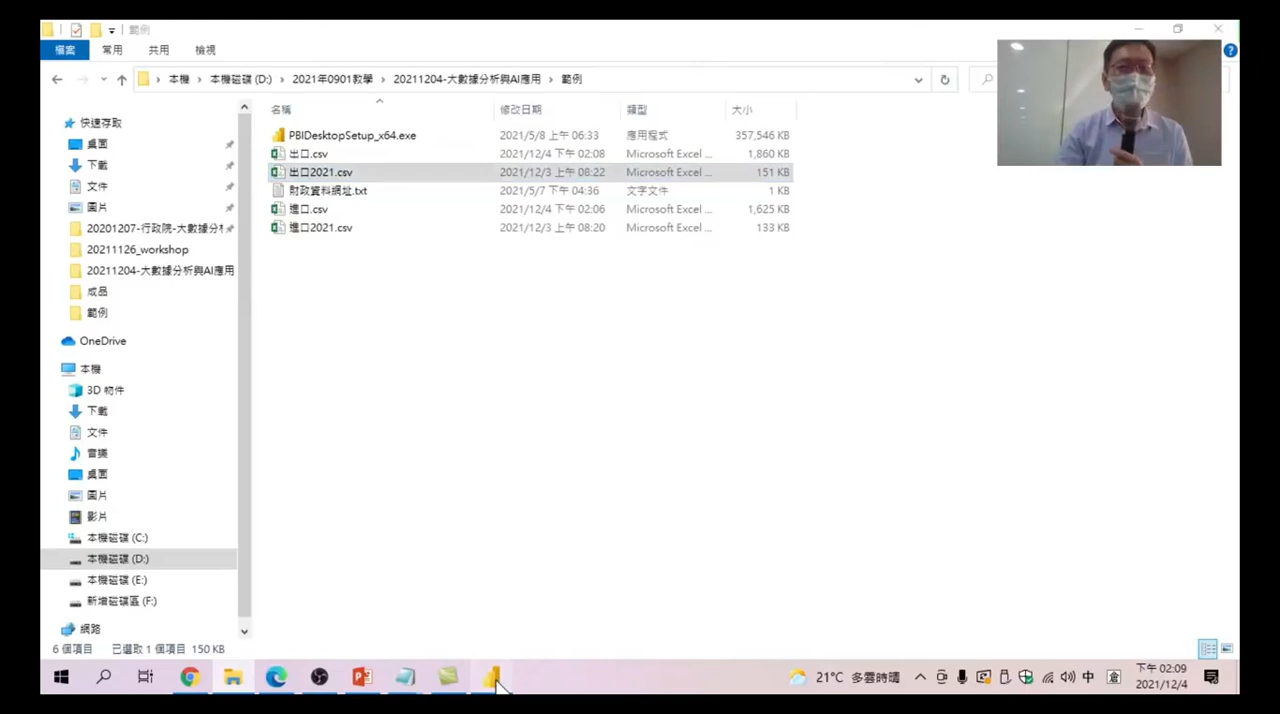 範例
檔案 常用 共用 檢視
本機 › 本機磁碟 (D:) › 2021年0901教學 › 20211204-大數據分析與AI應用 › 範例
名稱 修改日期 類型 大小
PBIDesktopSetup_x64.exe 2021/5/8 上午 06:33 應用程式 357,546 KB
出口.csv 2021/12/4 下午 02:08 Microsoft Excel ... 1,860 KB
出口2021.csv 2021/12/3 上午 08:22 Microsoft Excel ... 151 KB
財政資料網址.txt 2021/5/7 下午 04:36 文字文件 1 KB
進口.csv 2021/12/4 下午 02:06 Microsoft Excel ... 1,625 KB
進口2021.csv 2021/12/3 上午 08:20 Microsoft Excel ... 133 KB
快速存取
桌面
下載
文件
圖片
20201207-行政院-大數據分
20211126_workshop
20211204-大數據分析與AI應用
成品
範例
OneDrive
本機
3D 物件
下載
文件
音樂
桌面
圖片
影片
本機磁碟 (C:)
本機磁碟 (D:)
本機磁碟 (E:)
新增磁碟區 (F:)
網路
6 個項目 已選取 1 個項目 150 KB
21°C 多雲時晴 中 倉 下午 02:09
2021/12/4